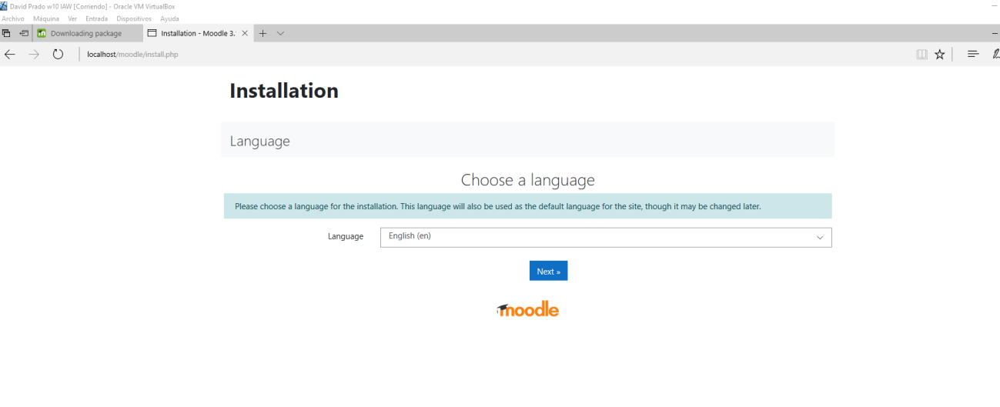 David Prado w10 IAW [Corriendo] - Oracle VM VirtualBox
Archivo Máquina Ver Entrada Dispositivos Ayuda
Downloading package Installation - Moodle 3.
localhost/moodle/install.php
Installation
Language
Choose a language
Please choose a language for the installation. This language will also be used as the default language for the site, though it may be changed later.
Language English (en)
Next »
moodle